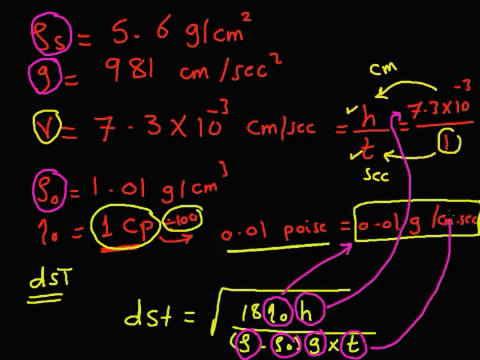 ρs = 5.6 g/cm²
g = 981 cm/sec²
cm
v = 7.3×10⁻³ cm/sec = h/t = 7.3×10⁻³/1
sec
ρ₀ = 1.01 g/cm³
η₀ = 1 cp ÷100 → 0.01 poise = 0.01 g/cm.sec
dst
dst = √(18 η₀ h / (ρ - ρ₀) g × t)